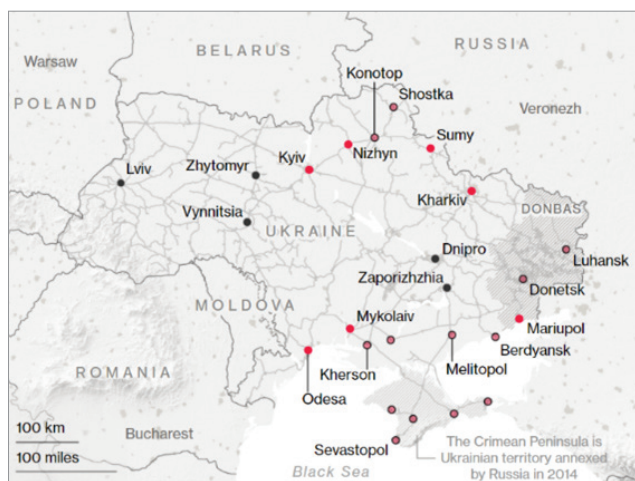 BELARUS
RUSSIA
Warsaw
Konotop
Shostka
POLAND
Veronezh
Sumy
Kyiv
Nizhyn
Lviv
Zhytomyr
Kharkiv
Vynnitsia
UKRAINE
DONBAS
Dnipro
Luhansk
Zaporizhzhia
Donetsk
MOLDOVA
Mykolaiv
Mariupol
Berdyansk
ROMANIA
Kherson
Melitopol
Odesa
100 km
Bucharest
100 miles
Sevastopol
The Crimean Peninsula is
Ukrainian territory annexed
by Russia in 2014
Black Sea